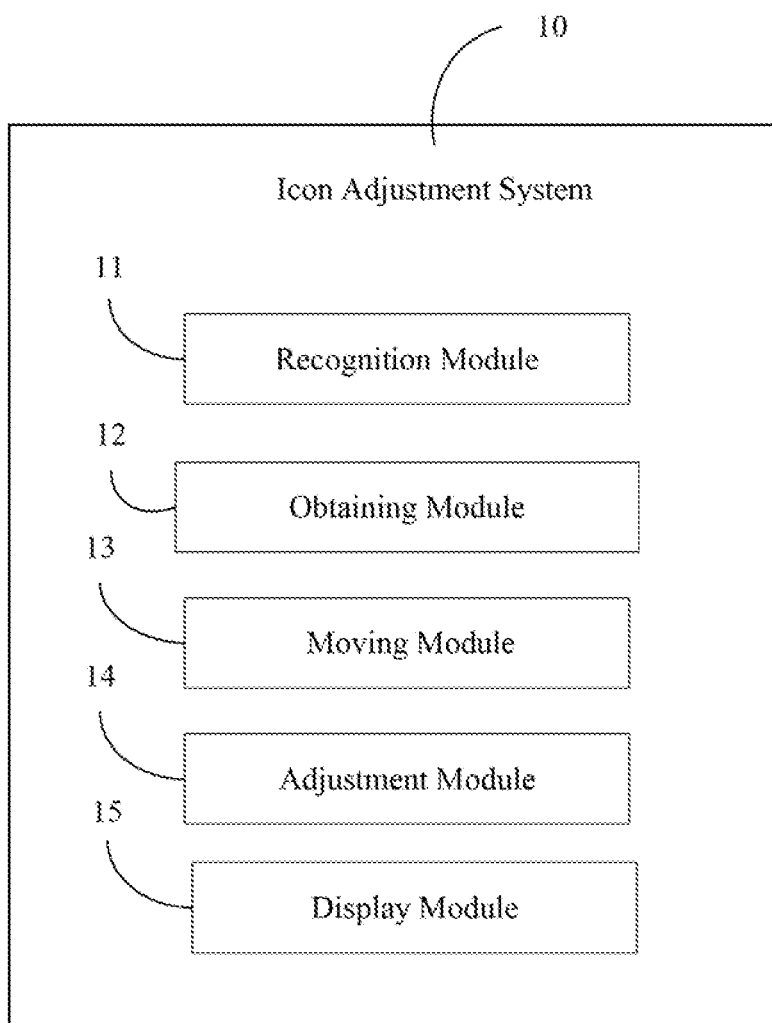 10
Icon Adjustment System
11
Recognition Module
12
Obtaining Module
13
Moving Module
14
Adjustment Module
15
Display Module